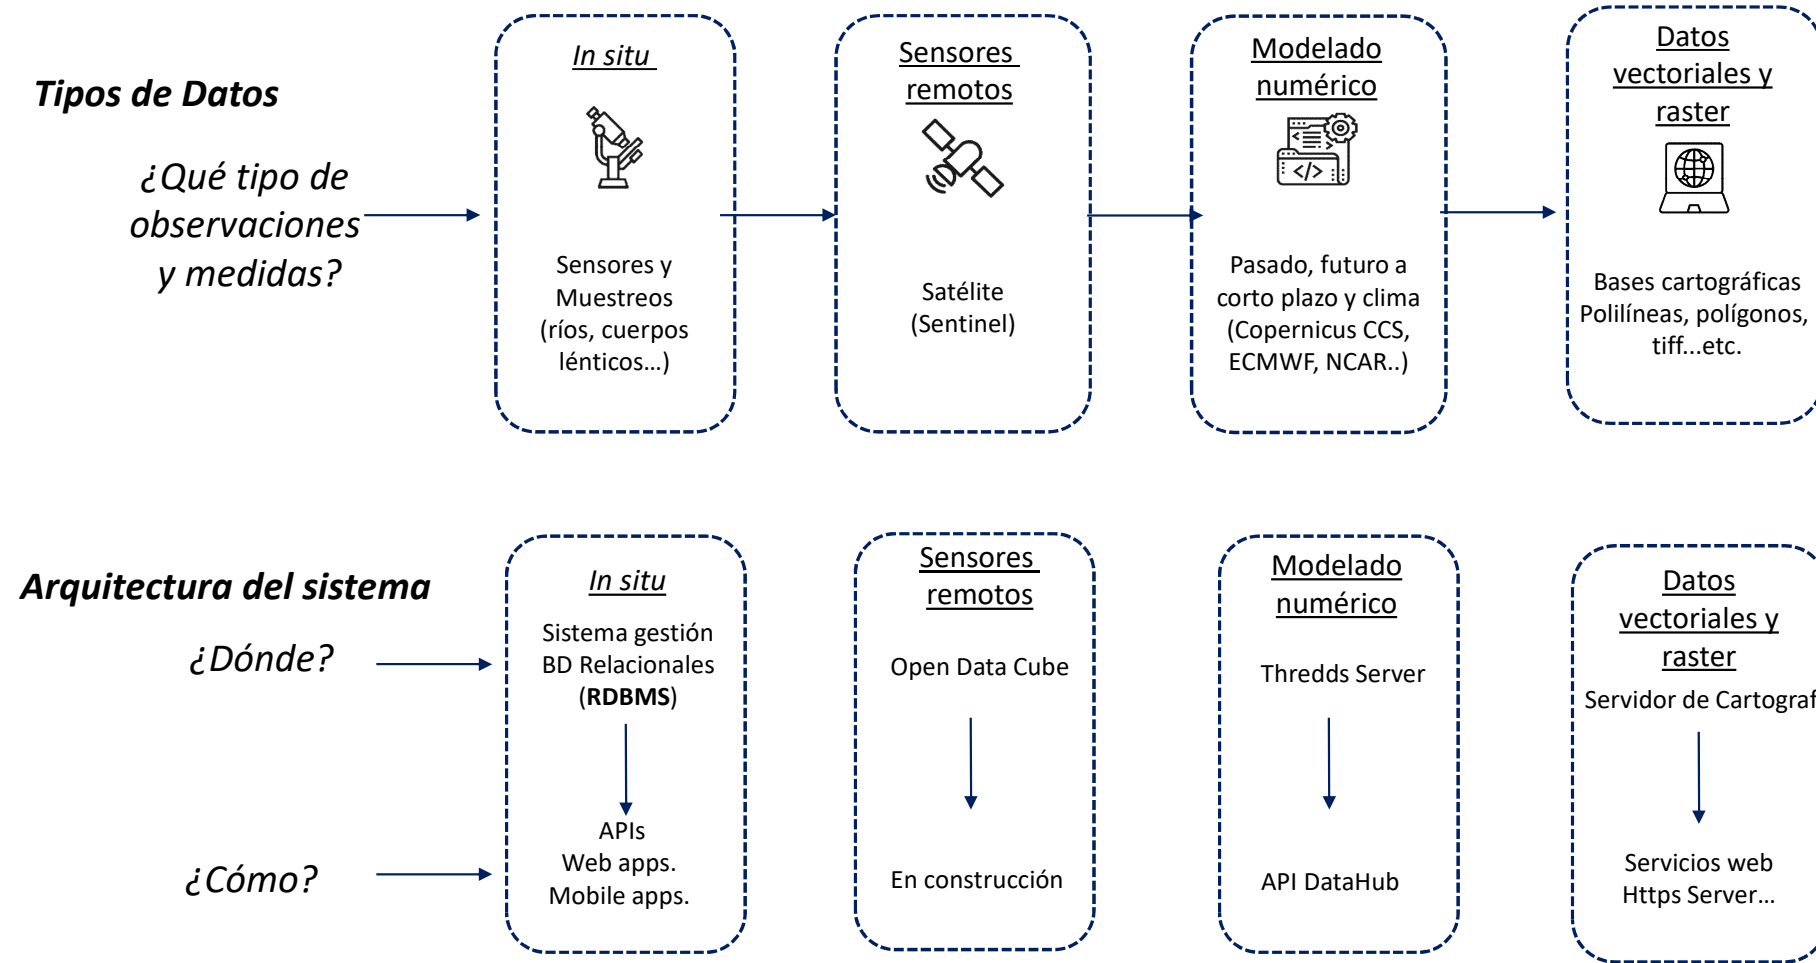 Tipos de Datos
¿Qué tipo de
observaciones
y medidas?
In situ
Sensores y
Muestreos
(ríos, cuerpos
lénticos…)
Sensores
remotos
Satélite
(Sentinel)
Modelado
numérico
</>
Pasado, futuro a
corto plazo y clima
(Copernicus CCS,
ECMWF, NCAR..)
Datos
vectoriales y
raster
Bases cartográficas
Polilíneas, polígonos,
tiff...etc.
Arquitectura del sistema
¿Dónde?
¿Cómo?
In situ
Sistema gestión
BD Relacionales
(RDBMS)
APIs
Web apps.
Mobile apps.
Sensores
remotos
Open Data Cube
En construcción
Modelado
numérico
Thredds Server
API DataHub
Datos
vectoriales y
raster
Servidor de Cartograf
Servicios web
Https Server…